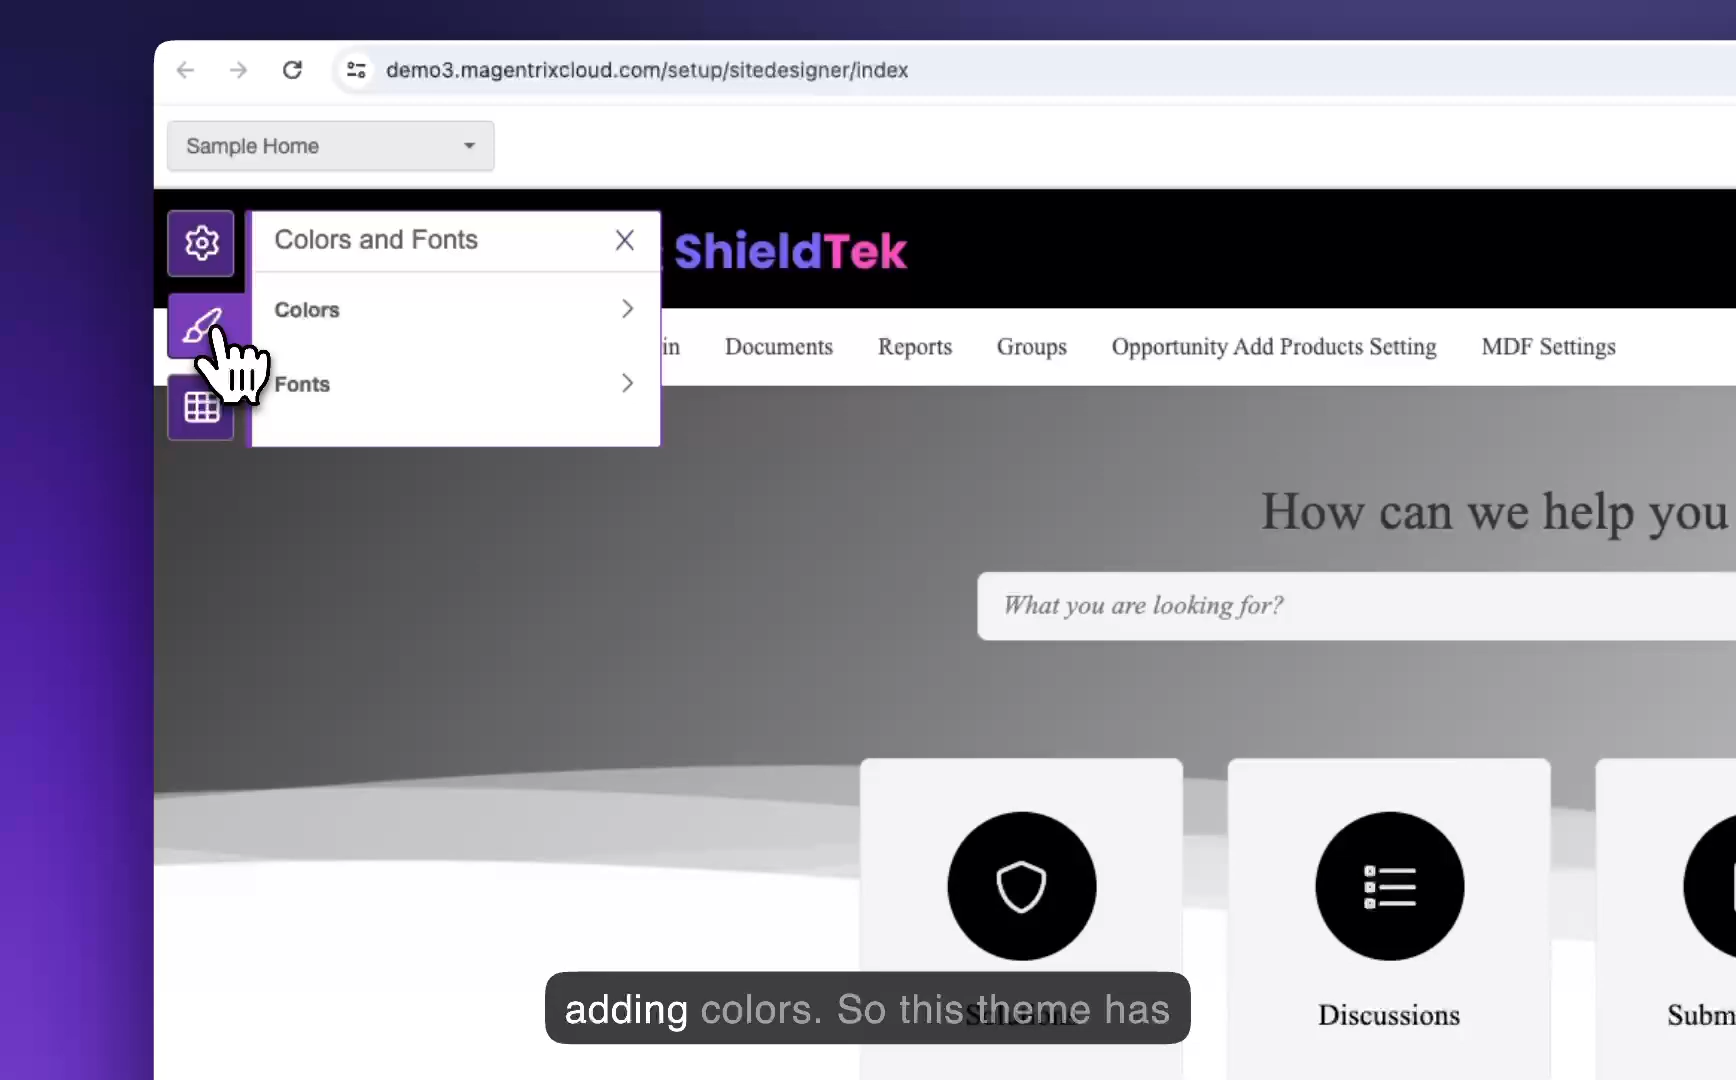 demo3.magentrixcloud.com/setup/sitedesigner/index
Sample Home
Colors and Fonts
ShieldTek
Colors
in Documents Reports Groups Opportunity Add Products Setting MDF Settings
Fonts
How can we help you
What you are looking for?
Discussions
Subm
adding colors. So this theme has